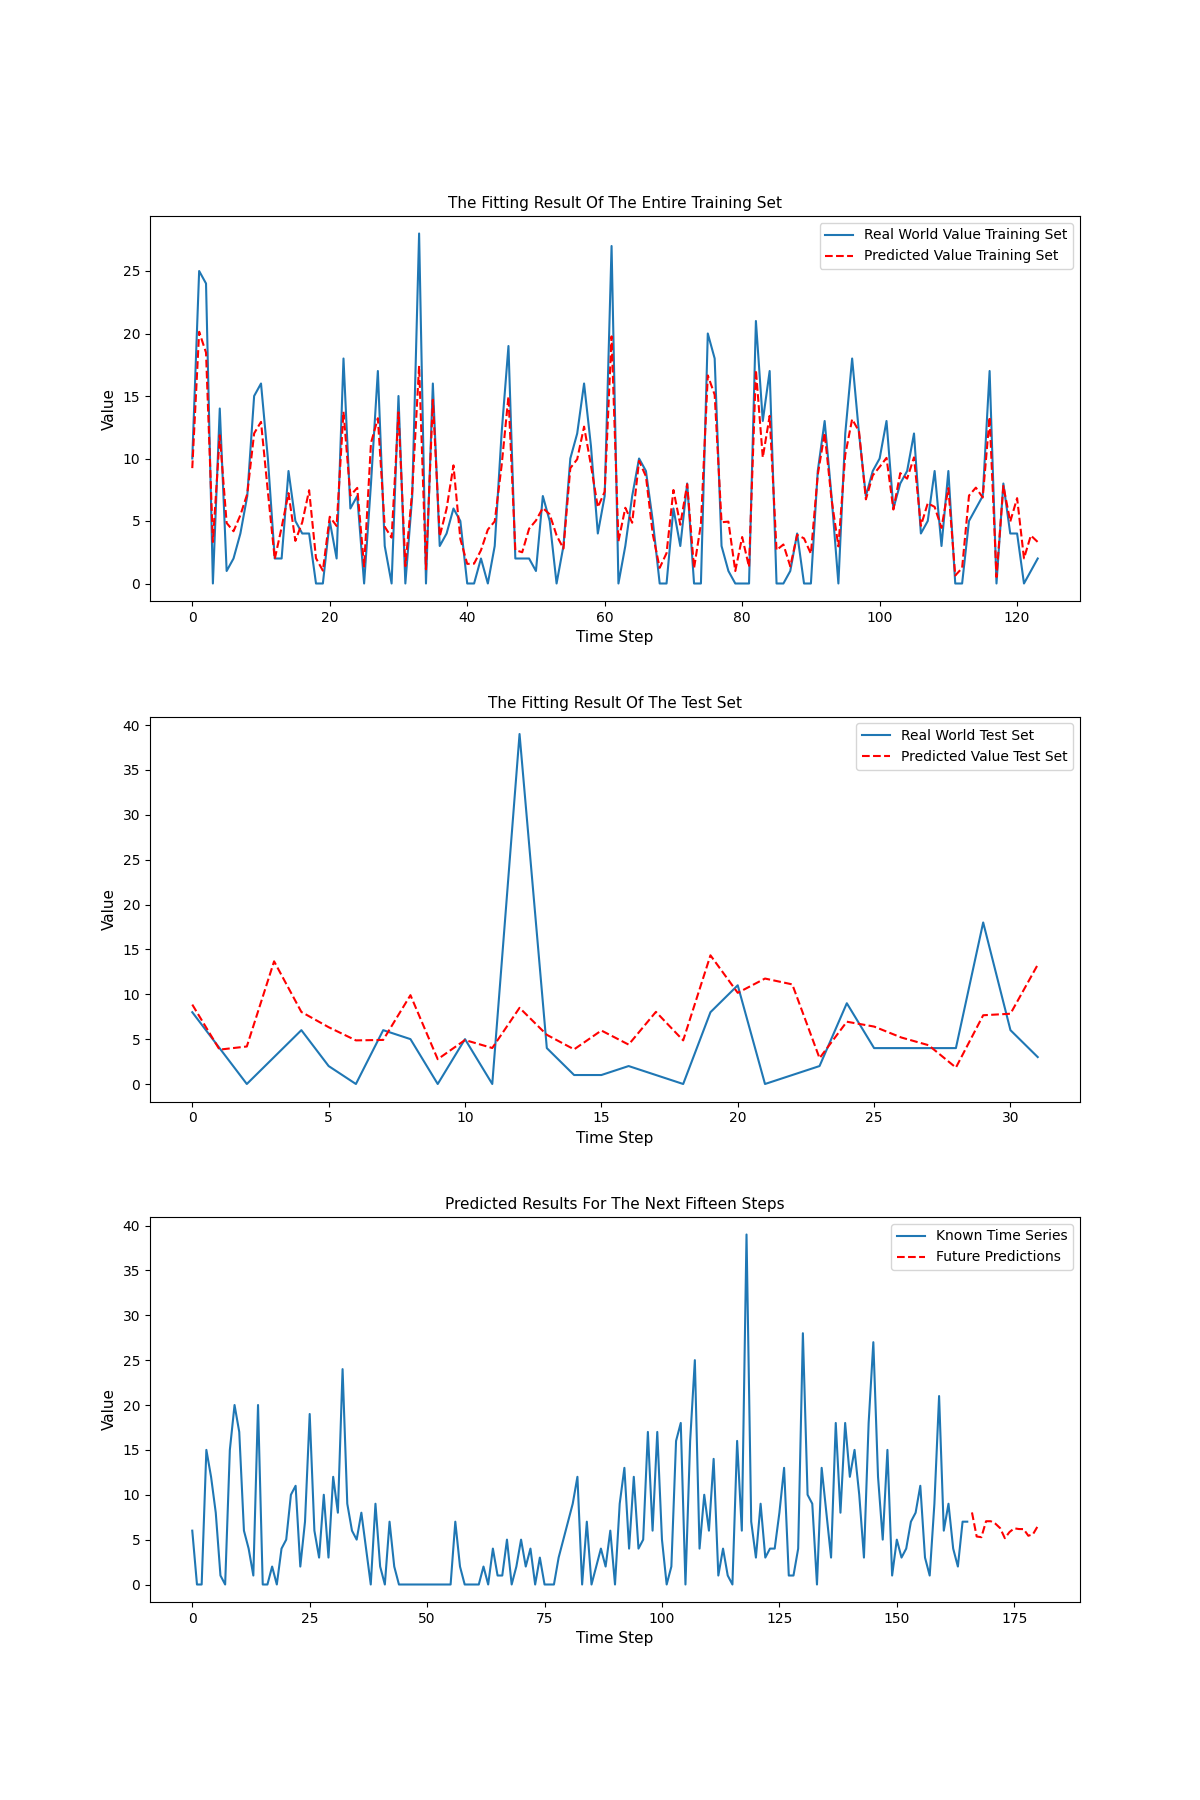 The Fitting Result Of The Entire Training Set
Real World Value Training Set
Predicted Value Training Set
Value
25
20
15
10
5
0
0 20 40 60 80 100 120
Time Step
The Fitting Result Of The Test Set
Real World Test Set
Predicted Value Test Set
Value
40
35
30
25
20
15
10
5
0
0 5 10 15 20 25 30
Time Step
Predicted Results For The Next Fifteen Steps
Known Time Series
Future Predictions
Value
40
35
30
25
20
15
10
5
0
0 25 50 75 100 125 150 175
Time Step